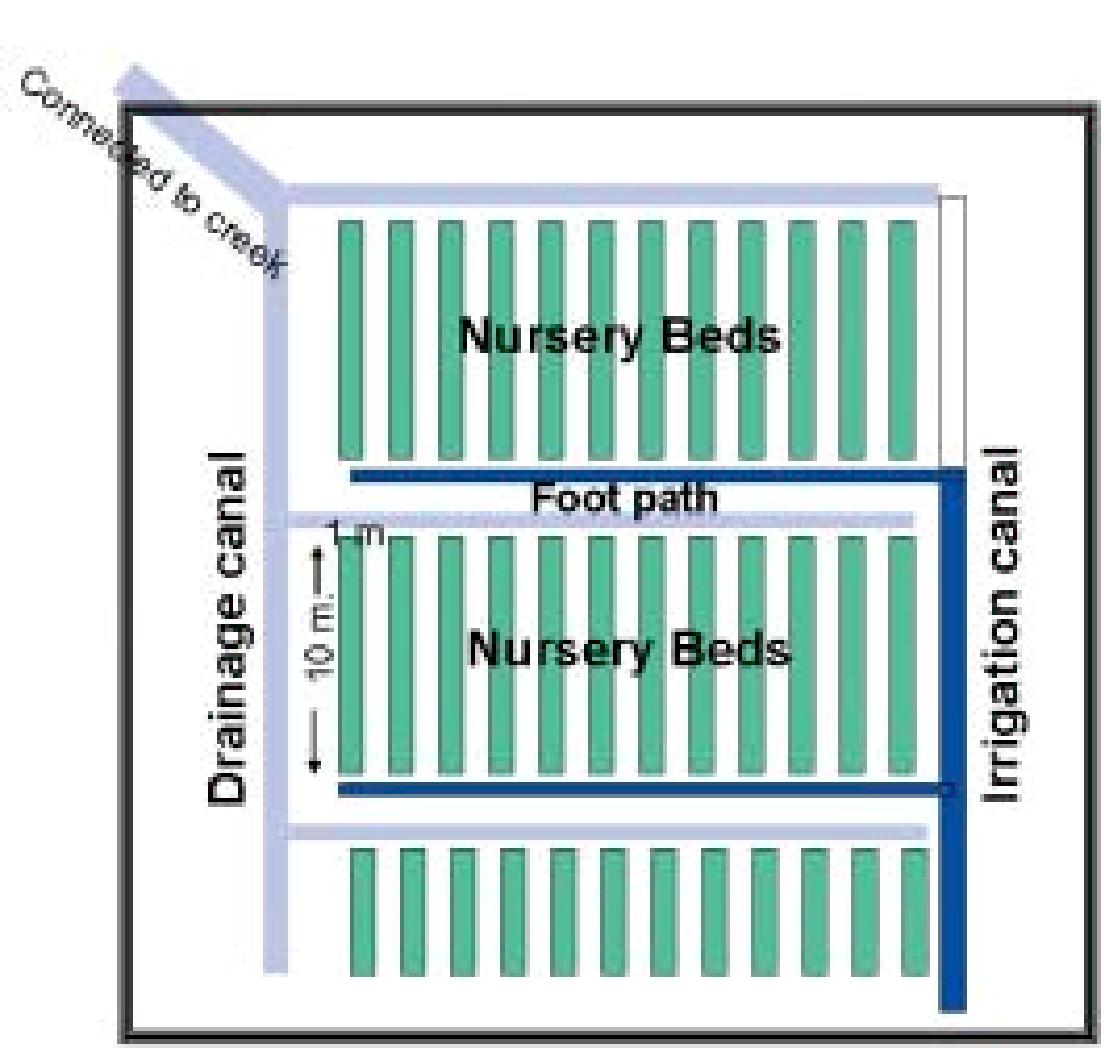 Connected to creek
Nursery Beds
Foot path
1 m
10 m.
Nursery Beds
Drainage canal
Irrigation canal